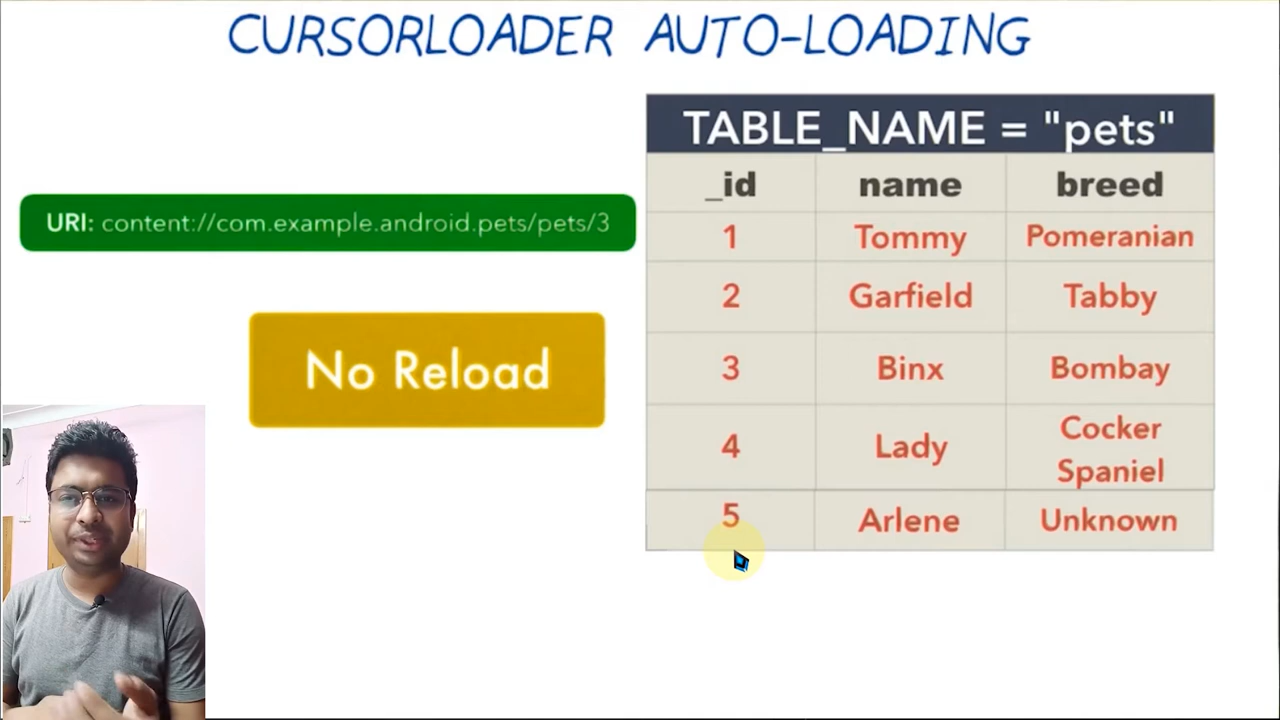 CURSORLOADER AUTO-LOADING
URI: content://com.example.android.pets/pets/3
No Reload
TABLE_NAME = "pets"
_id name breed
1 Tommy Pomeranian
2 Garfield Tabby
3 Binx Bombay
4 Lady Cocker
Spaniel
5 Arlene Unknown